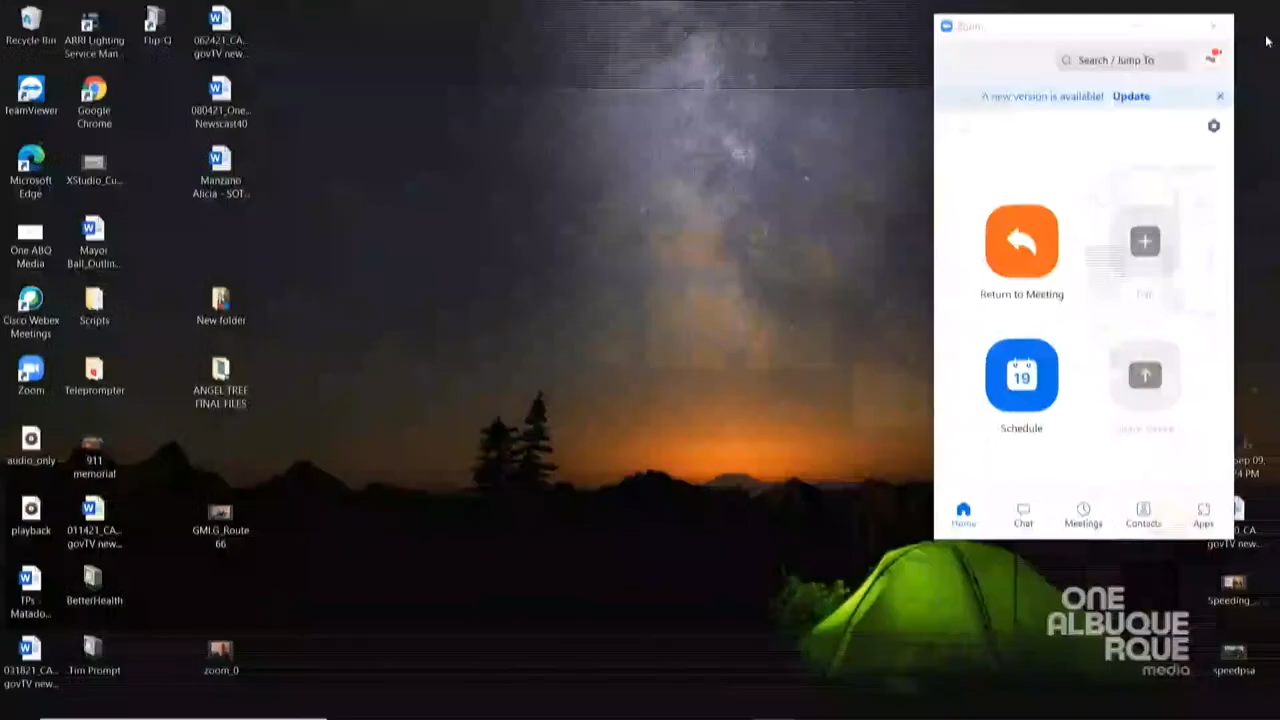 Recycle Bin
ARRI Lighting
Service Man...
062421_CA...
govTV new...
TeamViewer
Google
Chrome
080421_One...
Newscast40
Microsoft
Edge
XStudio_Cu...
Manzano
Alicia - SOT...
One ABQ
Media
Mayor
Ball_Outlin...
Cisco Webex
Meetings
Scripts
New folder
Zoom
Teleprompter
ANGEL TREE
FINAL FILES
audio_only
911
memorial
playback
011421_CA...
govTV new...
GMLG_Route
66
TPs -
Matado...
BetterHealth
031821_CA...
govTV new...
Tim Prompt
zoom_0
Zoom
Search / Jump To
A new version is available! Update
Return to Meeting
19
Schedule
Home
Chat
Meetings
Contacts
Apps
govTV new...
Speeding_...
speedpsa
ONE
ALBUQUE
RQUE
media